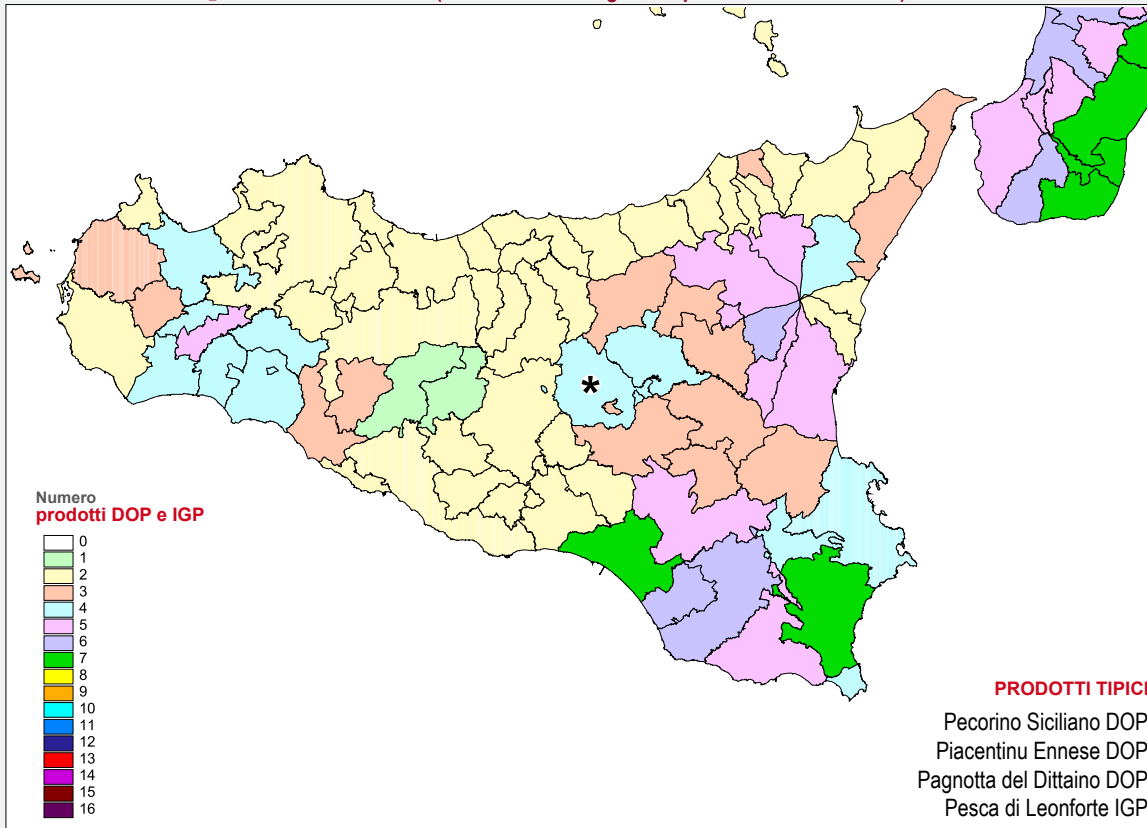 Numero
prodotti DOP e IGP
0
1
2
3
4
5
6
7
8
9
10
11
12
13
14
15
16
*
PRODOTTI TIPICI
Pecorino Siciliano DOP
Piacentinu Ennese DOP
Pagnotta del Dittaino DOP
Pesca di Leonforte IGP